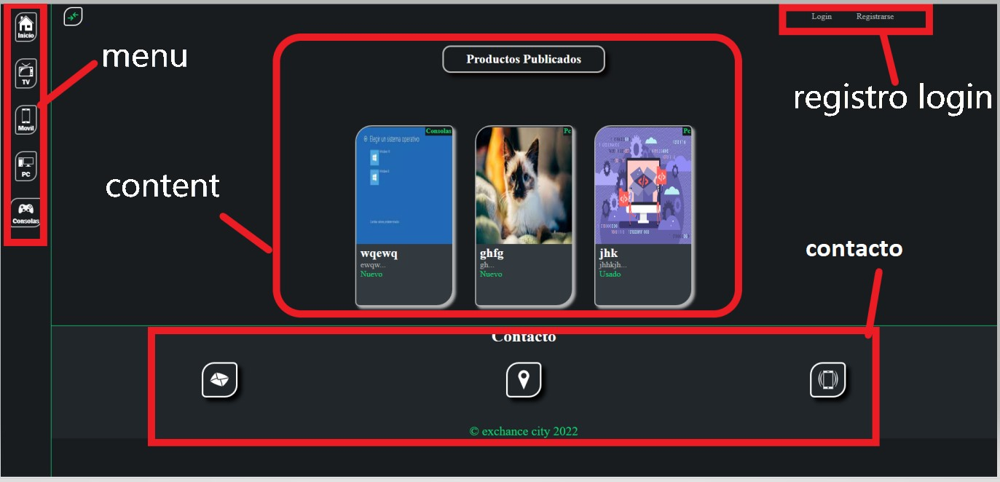 Inicio
TV
Movil
PC
Consolas
menu
Login Registrarse
registro login
Productos Publicados
content
Consolas
Elegir un sistema operativo
wqewq
ewqw...
Nuevo
Pc
ghfg
gh...
Nuevo
Pc
jhk
jhhkjh...
Usado
contacto
Contacto
© exchance city 2022